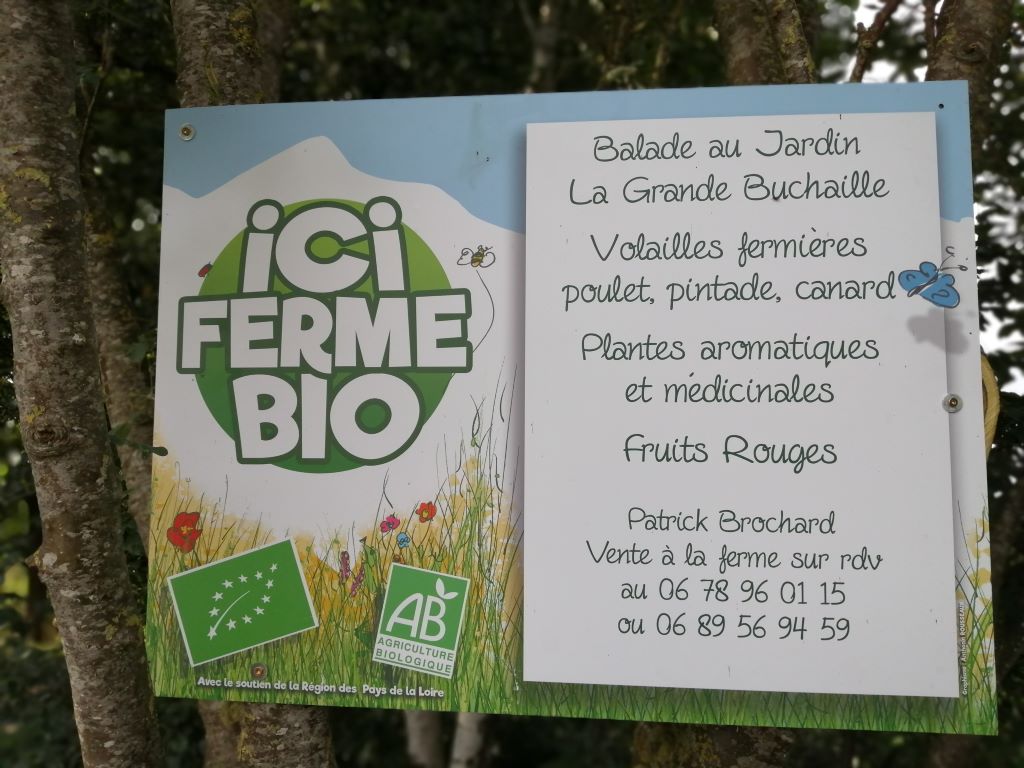 iCi
FERME
BIO
AB
AGRICULTURE
BIOLOGIQUE
Avec le soutien de la Région des Pays de la Loire
Balade au Jardin
La Grande Buchaille
Volailles fermières
poulet, pintade, canard
Plantes aromatiques
et médicinales
Fruits Rouges
Patrick Brochard
Vente à la ferme sur rdv
au 06 78 96 01 15
ou 06 89 56 94 59